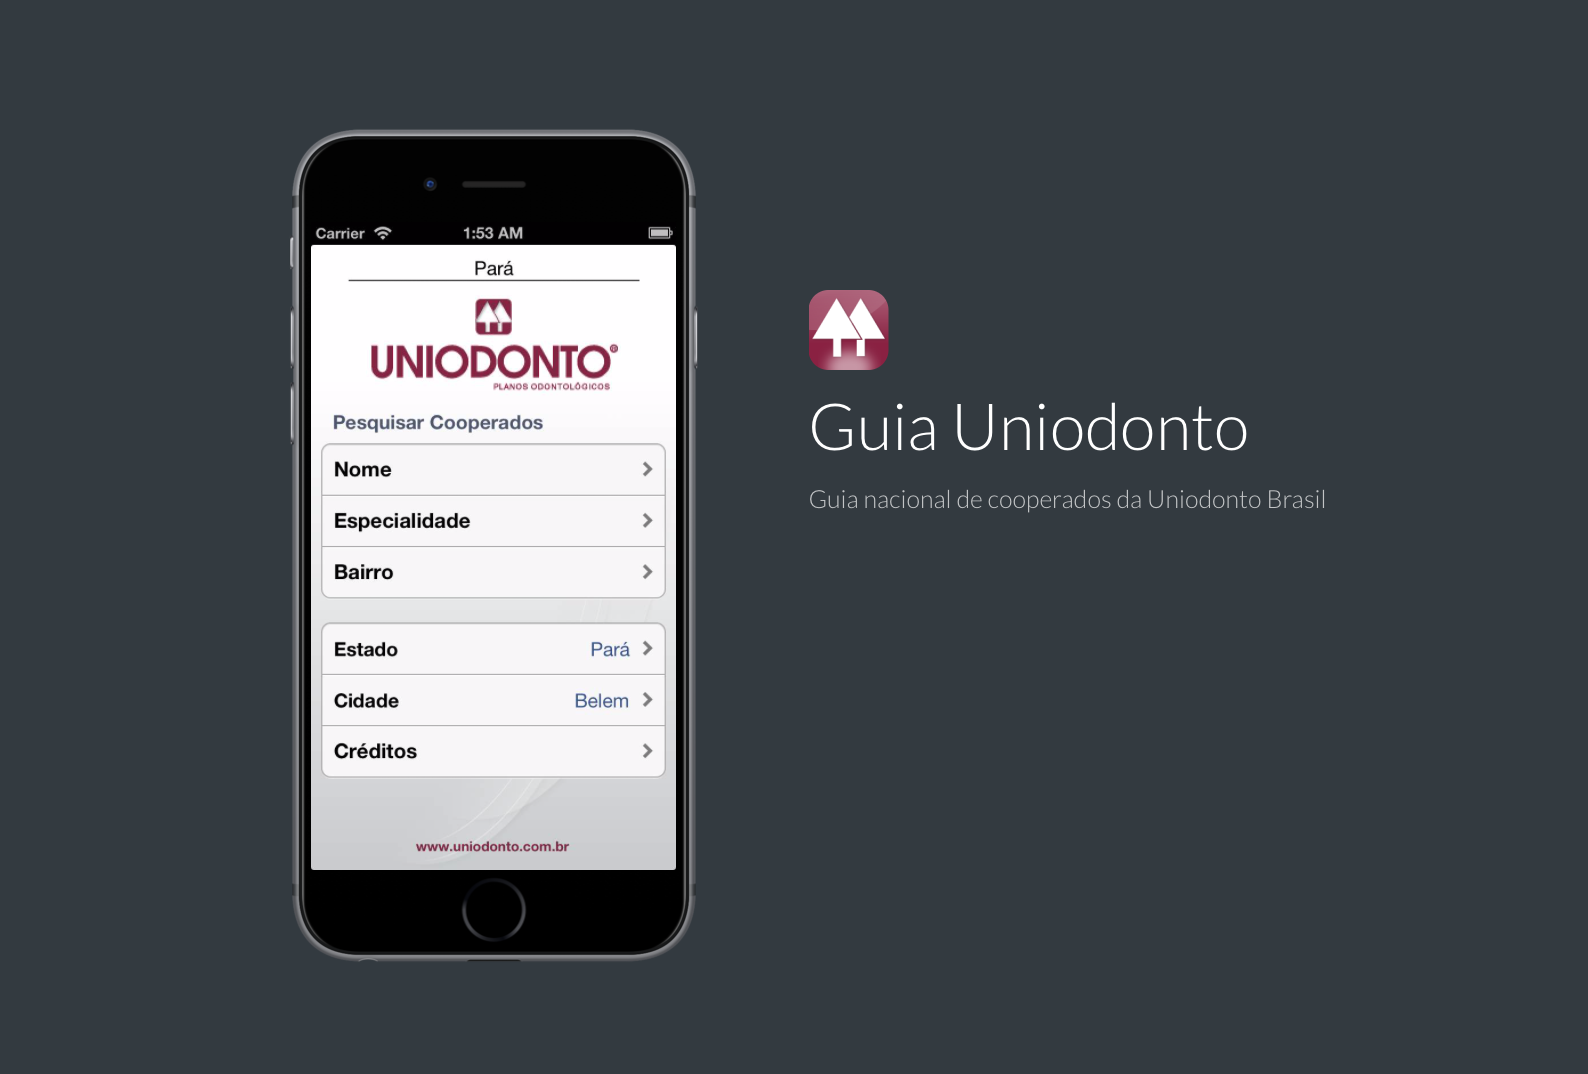 Carrier 1:53 AM
Pará
UNIODONTO®
PLANOS ODONTOLÓGICOS
Pesquisar Cooperados
Nome
Especialidade
Bairro
Estado Pará
Cidade Belem
Créditos
www.uniodonto.com.br
Guia Uniodonto
Guia nacional de cooperados da Uniodonto Brasil